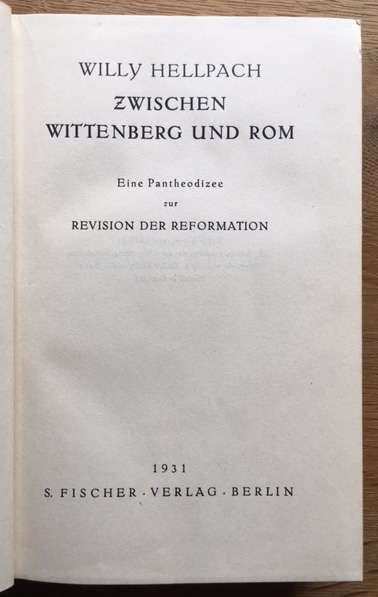 WILLY HELLPACH
ZWISCHEN
WITTENBERG UND ROM
Eine Pantheodizee
zur
REVISION DER REFORMATION
1931
S. FISCHER · VERLAG · BERLIN